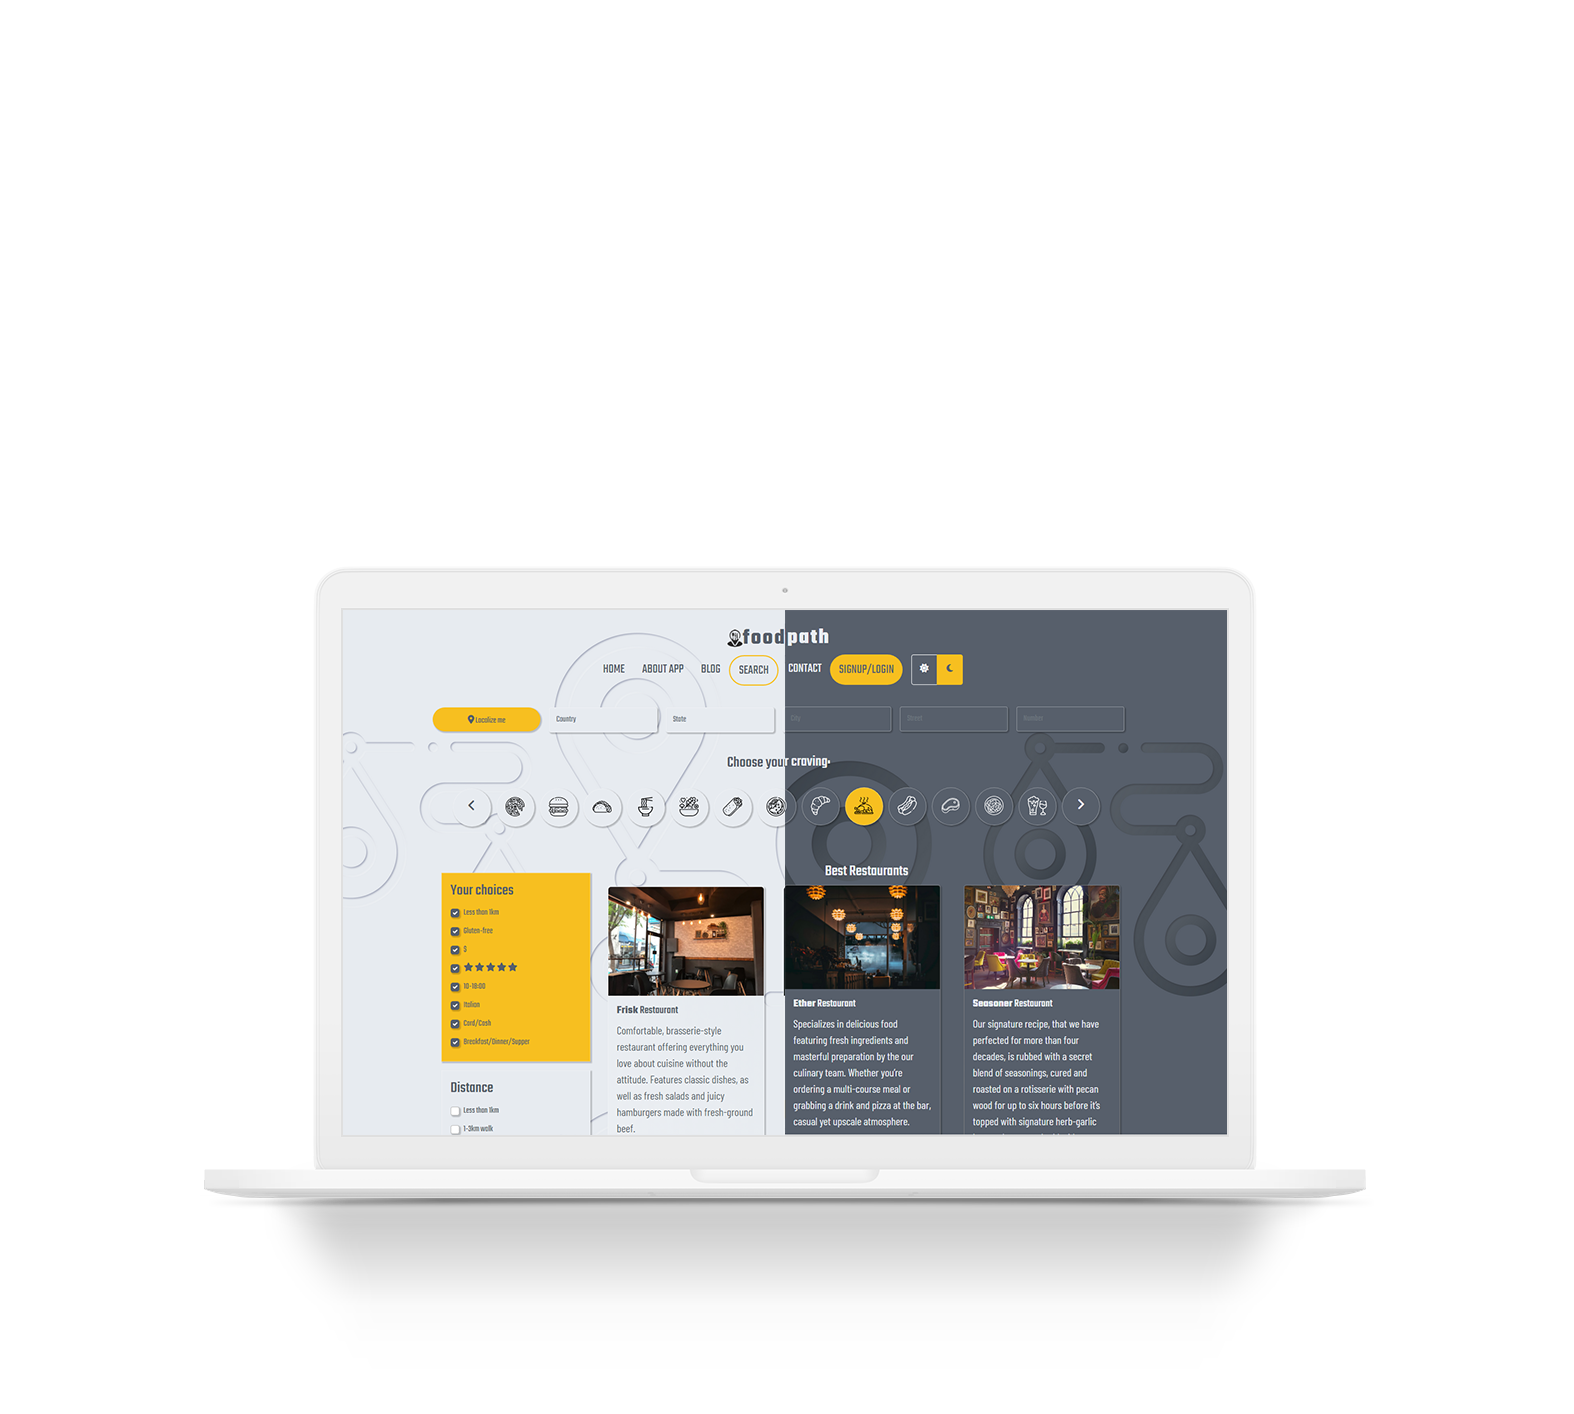 foodpath
HOME ABOUT APP BLOG SEARCH CONTACT SIGNUP/LOGIN
Localize me Country State City Street Number
Choose your craving:
Best Restaurants
Your choices
Less than 1km
Gluten-free
10-18:00
Italian
Card/Cash
Breakfast/Dinner/Supper
Distance
Less than 1km
1-3km walk
Frisk Restaurant
Comfortable, brasserie-style
restaurant offering everything you
love about cuisine without the
attitude. Features classic dishes, as
well as fresh salads and juicy
hamburgers made with fresh-ground
beef.
Ether Restaurant
Specializes in delicious food
featuring fresh ingredients and
masterful preparation by the our
culinary team. Whether you're
ordering a multi-course meal or
grabbing a drink and pizza at the bar,
casual yet upscale atmosphere.
Seasoner Restaurant
Our signature recipe, that we have
perfected for more than four
decades, is rubbed with a secret
blend of seasonings, cured and
roasted on a rotisserie with pecan
wood for up to six hours before it's
topped with signature herb-garlic